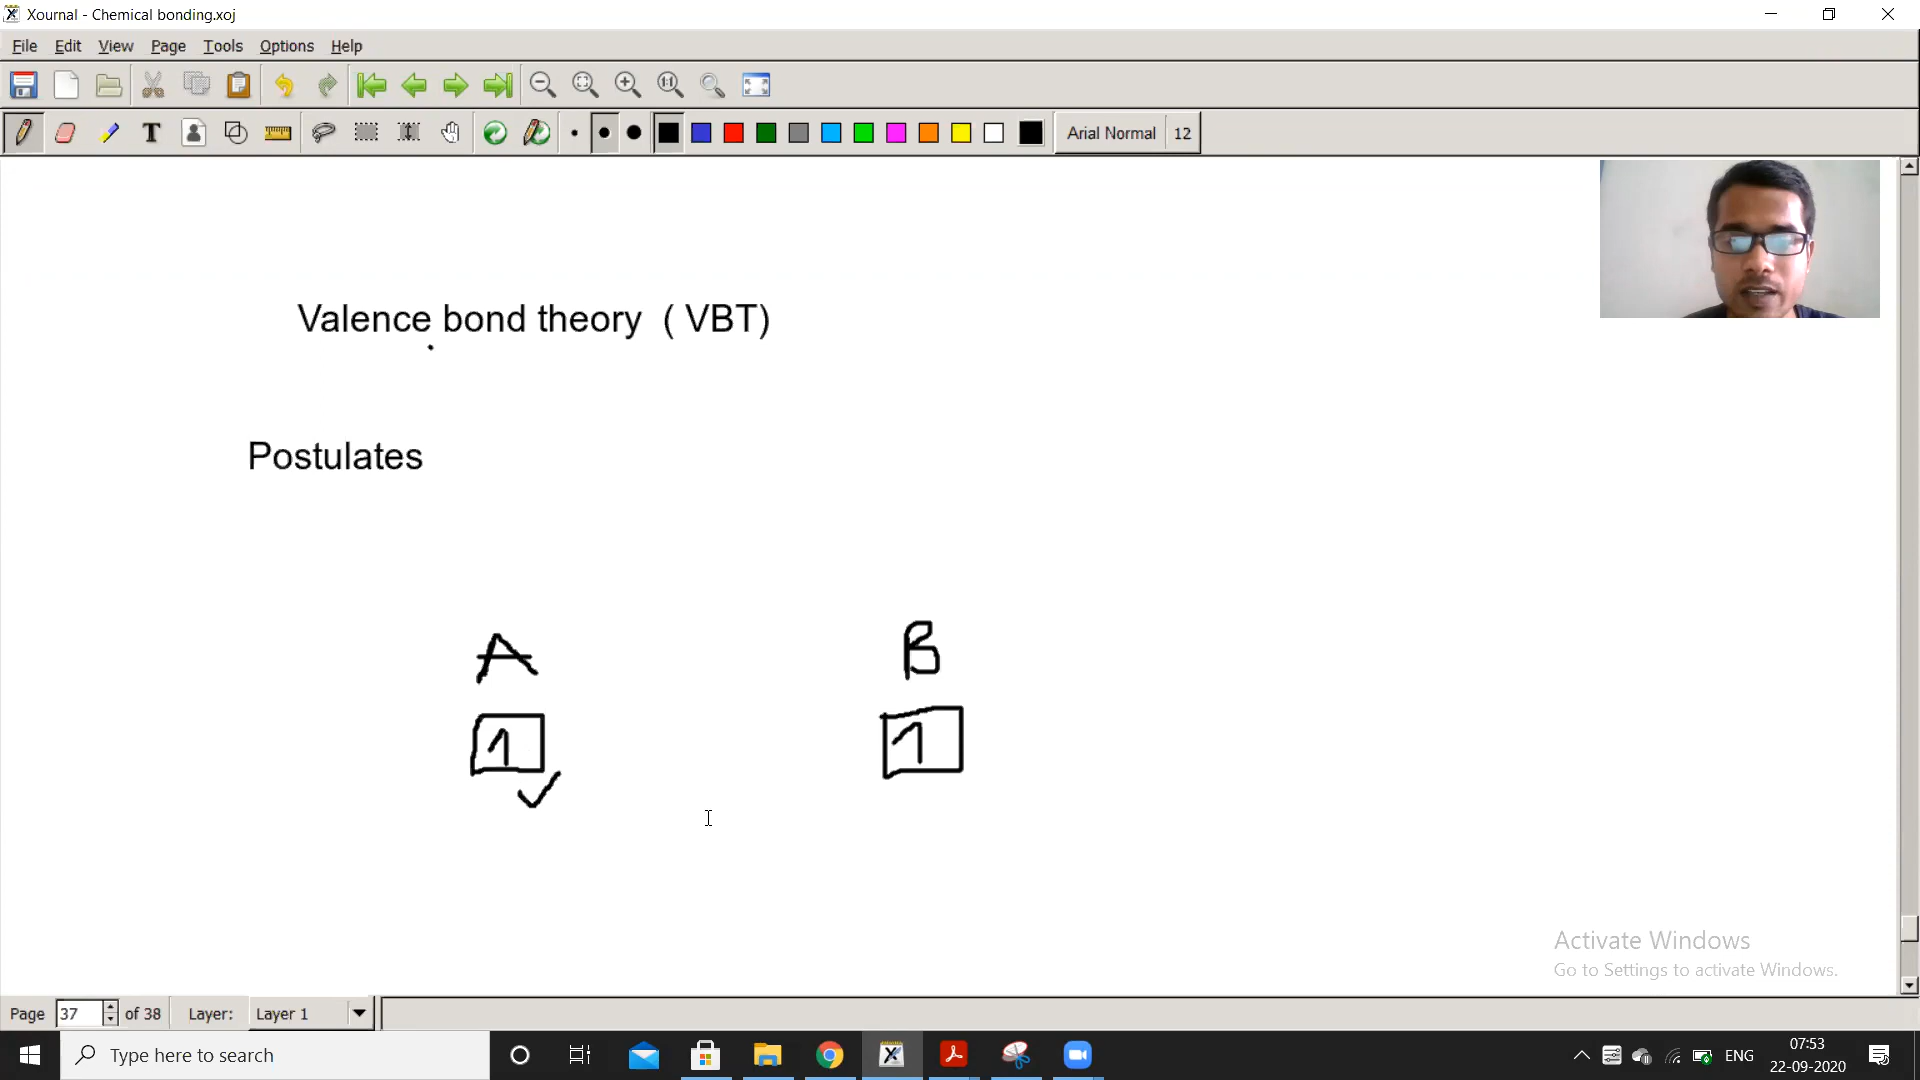 Xournal - Chemical bonding.xoj
File Edit View Page Tools Options Help
T
1:1
Arial Normal 12
Valence bond theory ( VBT)
Postulates
A B
1 1
Activate Windows
Go to Settings to activate Windows.
Page 37 of 38 Layer: Layer 1
Type here to search
ENG
07:53
22-09-2020